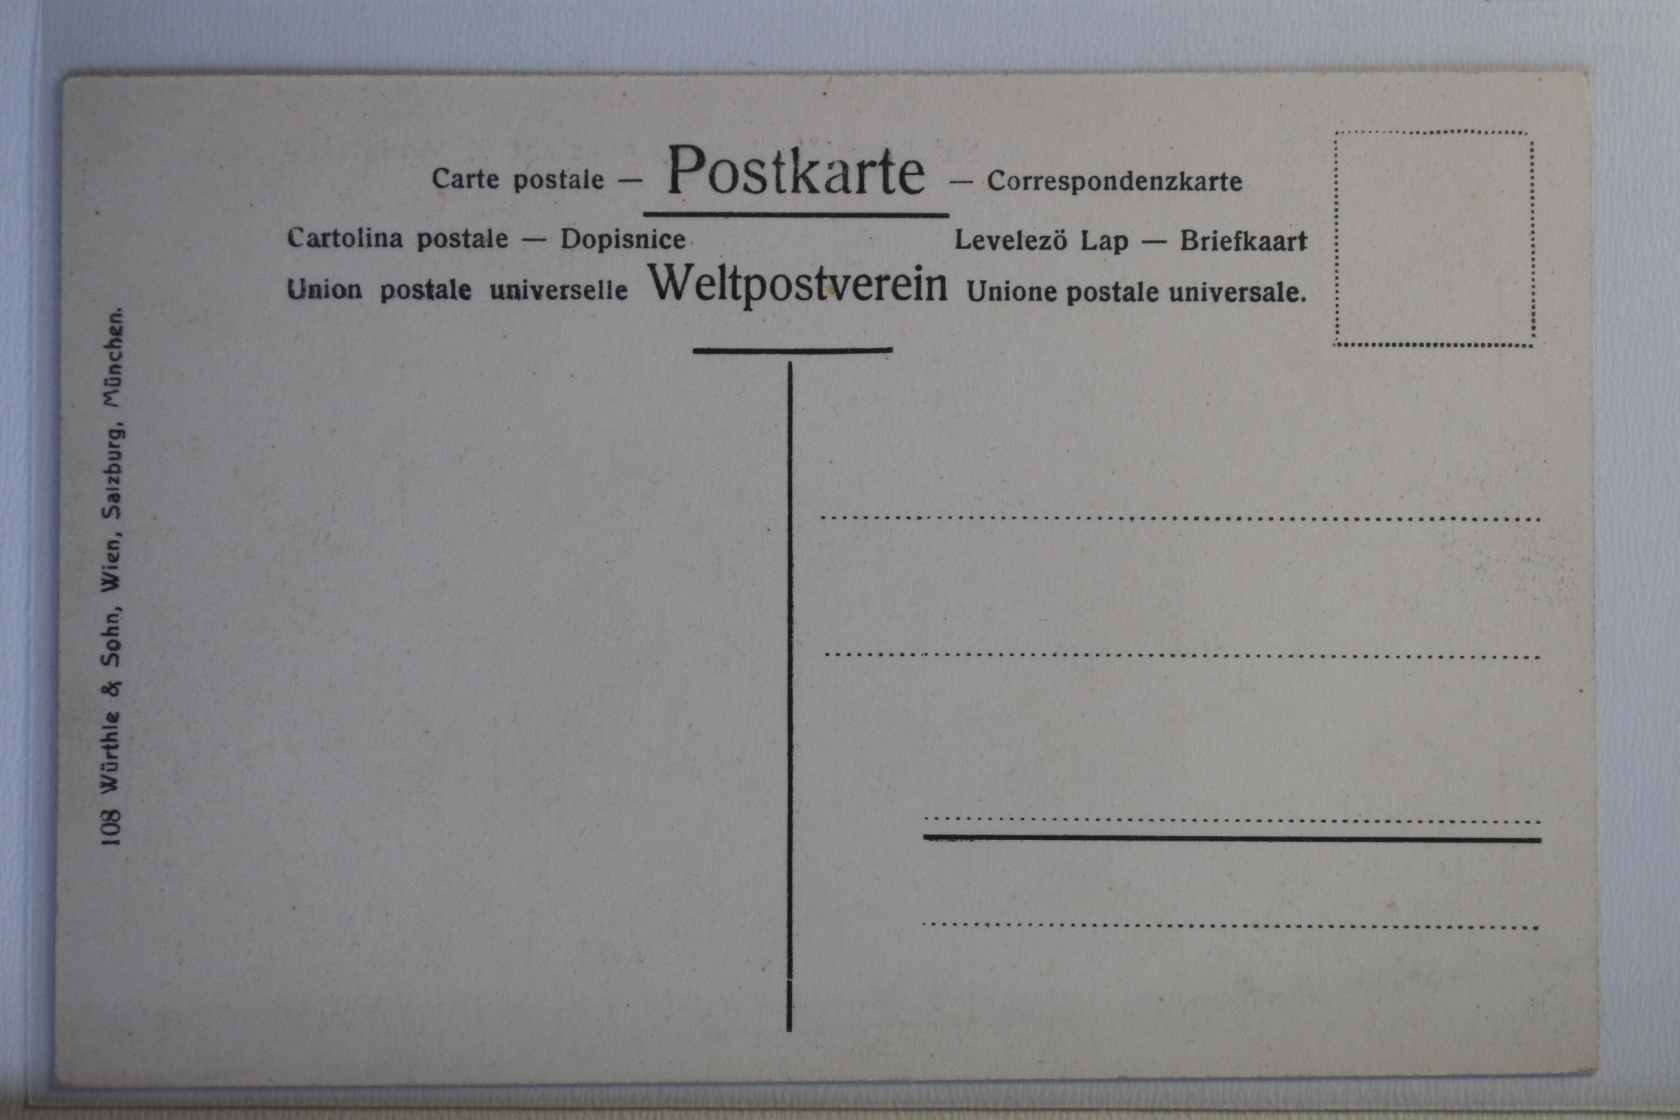 Carte postale — Postkarte — Correspondenzkarte
Cartolina postale — Dopisnice Levelezö Lap — Briefkaart
Union postale universelle Weltpostverein Unione postale universale.
108 Würthle & Sohn, Wien, Salzburg, München.